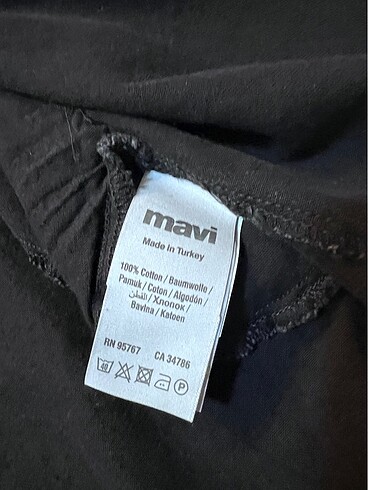 mavi
Made in Turkey
100% Cotton / Baumwolle /
Pamuk / Coton / Algodón /
القطن / Хлопок /
Bavlna / Katoen
RN 95767 CA 34786
40 P